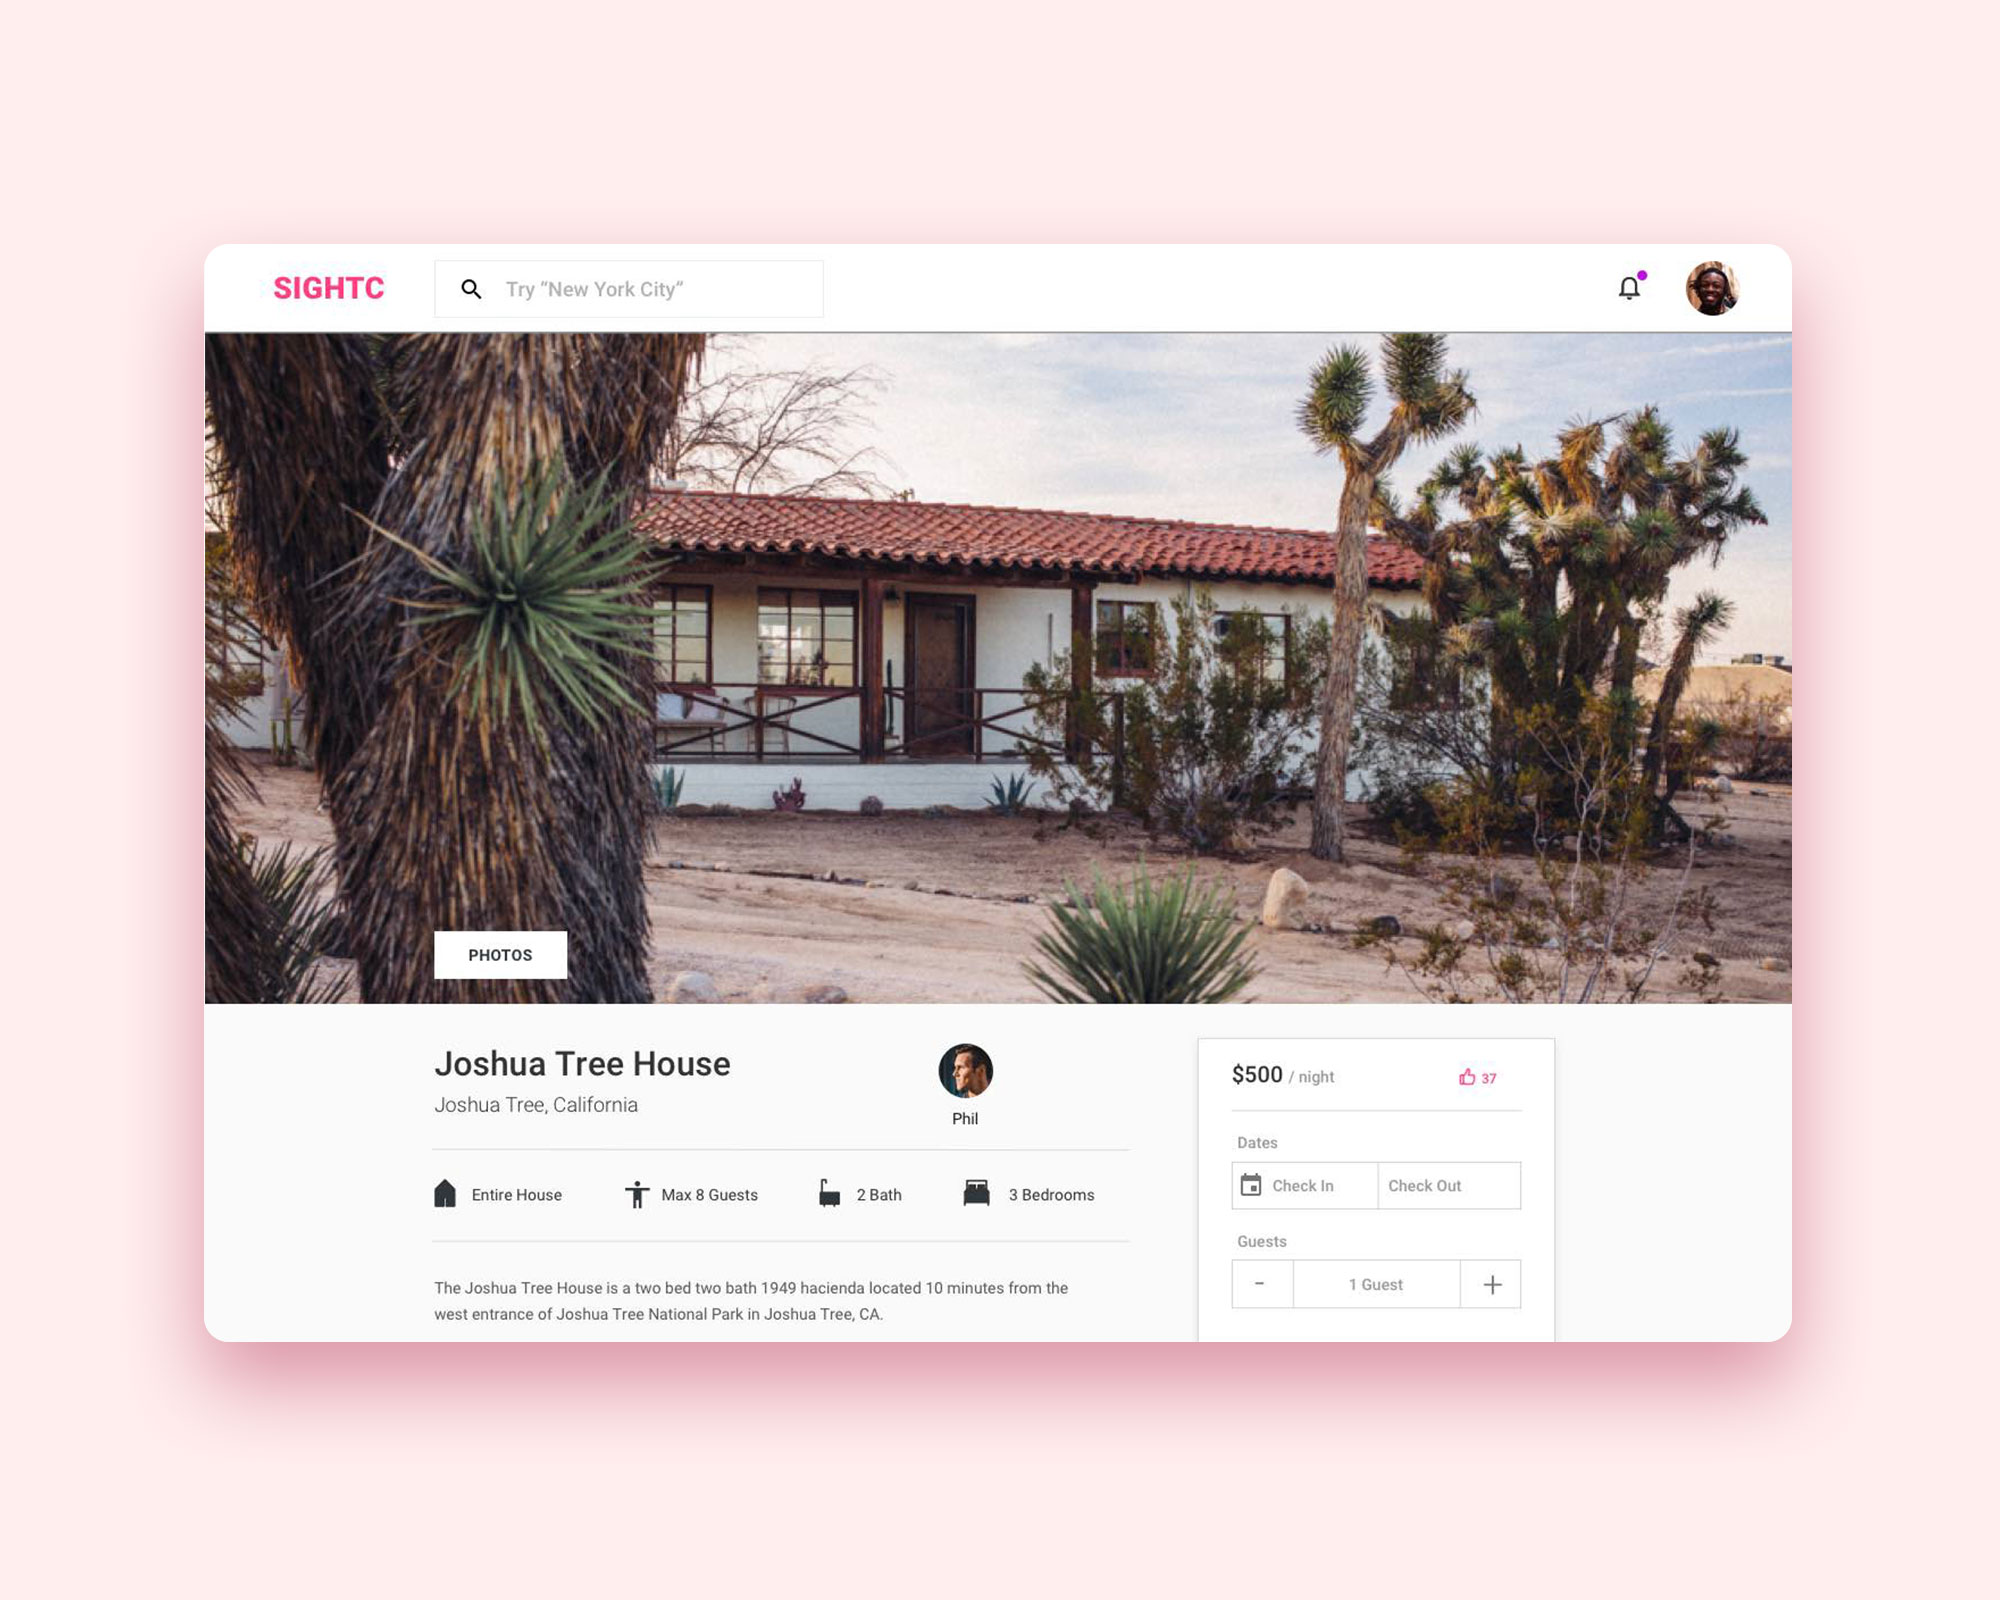 SIGHTC
Try “New York City“
PHOTOS
Joshua Tree House
Joshua Tree, California
Phil
Entire House
Max 8 Guests
2 Bath
3 Bedrooms
The Joshua Tree House is a two bed two bath 1949 hacienda located 10 minutes from the
west entrance of Joshua Tree National Park in Joshua Tree, CA.
$500 / night
37
Dates
Check In
Check Out
Guests
- 1 Guest +